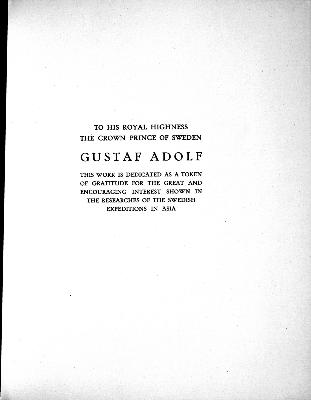 TO HIS ROYAL HIGHNESS
THE CROWN PRINCE OF SWEDEN
GUSTAF ADOLF
THIS WORK IS DEDICATED AS A TOKEN
OF GRATITUDE FOR THE GREAT AND
ENCOURAGING INTEREST SHOWN IN
THE RESEARCHES OF THE SWEDISH
EXPEDITIONS IN ASIA